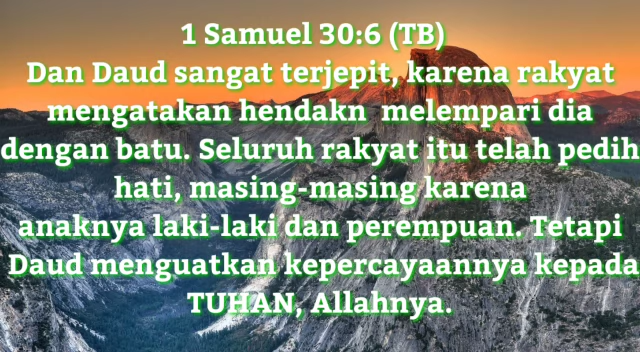 1 Samuel 30:6 (TB)
Dan Daud sangat terjepit, karena rakyat
mengatakan hendakn melempari dia
dengan batu. Seluruh rakyat itu telah pedih
hati, masing-masing karena
anaknya laki-laki dan perempuan. Tetapi
Daud menguatkan kepercayaannya kepada
TUHAN, Allahnya.